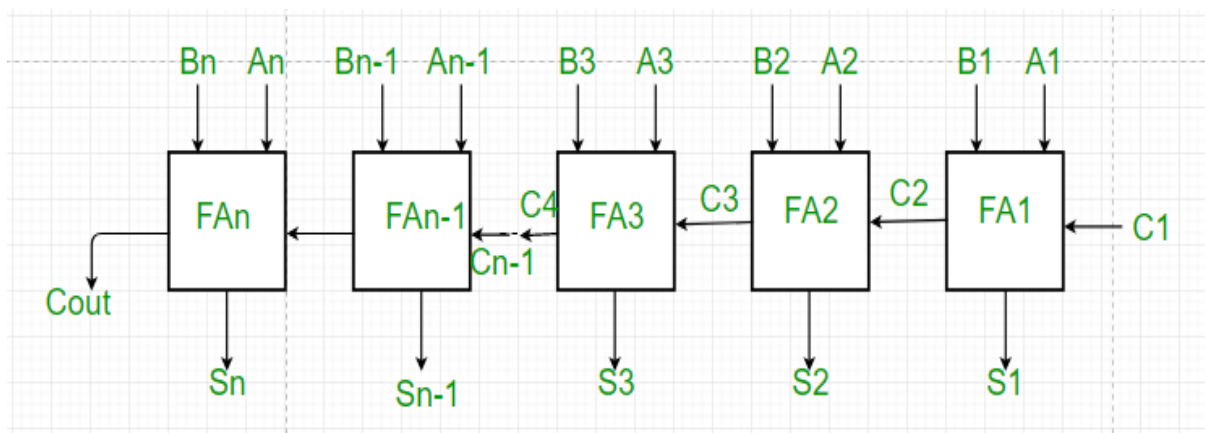 Bn An Bn-1 An-1 B3 A3 B2 A2 B1 A1
FAn FAn-1 C4 FA3 C3 FA2 C2 FA1 C1
Cn-1
Cout
Sn Sn-1 S3 S2 S1